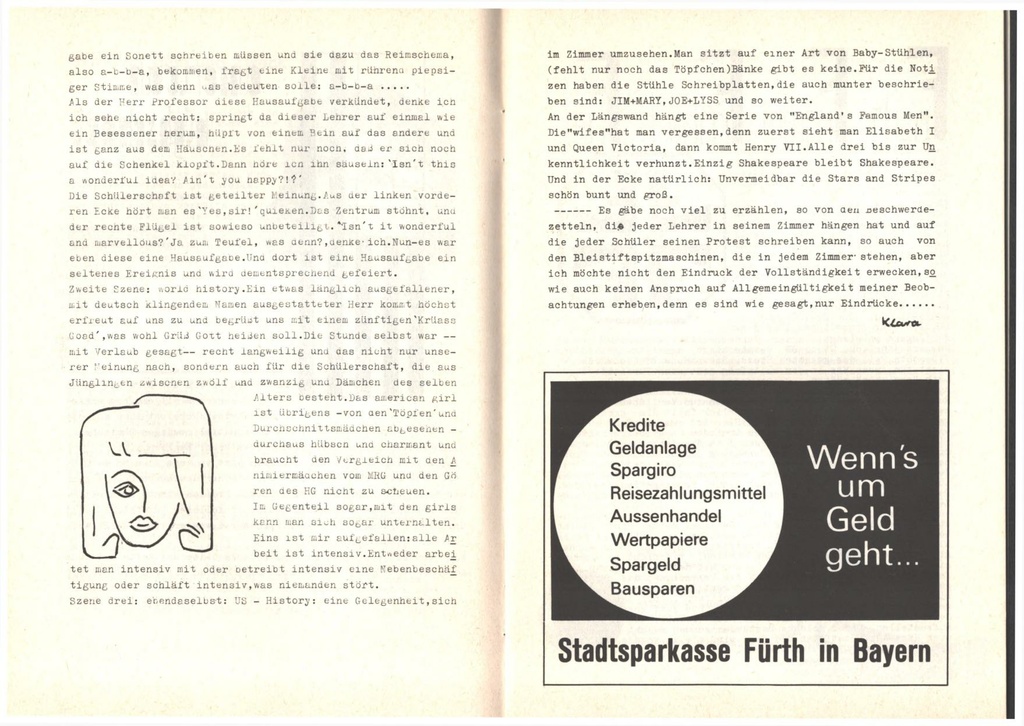 gabe ein Sonett schreiben müssen und sie dazu das Reimschema,
also a-b-b-a, bekommen, fragt eine Kleine mit rührend piepsi-
ger Stimme, was denn das bedeuten solle: a-b-b-a .....
Als der Herr Professor diese Hausaufgabe verkündet, denke ich
ich sehe nicht recht: springt da dieser Lehrer auf einmal wie
ein Besessener herum, hüpft von einem Bein auf das andere und
ist ganz aus dem Häuschen.Es fehlt nur noch, daß er sich noch
auf die Schenkel klopft.Dann höre ich ihn säuseln:'Isn't this
a wonderful idea? Ain't you happy?!?'
Die Schülerschaft ist geteilter Meinung.Aus der linken vorde-
ren Ecke hört man es'Yes,sir!'quieken.Das Zentrum stöhnt, und
der rechte Flügel ist sowieso unbeteiligt.'Isn't it wonderful
and marvellous?'Ja zum Teufel, was denn?,denke ich.Nun-es war
eben diese eine Hausaufgabe.Und dort ist eine Hausaufgabe ein
seltenes Ereignis und wird dementsprechend gefeiert.
Zweite Szene: world history.Ein etwas länglich ausgefallener,
mit deutsch klingendem Namen ausgestatteter Herr kommt höchst
erfreut auf uns zu und begrüßt uns mit einem zünftigen'Krüass
Goad',was wohl Grüß Gott heißen soll.Die Stunde selbst war --
mit Verlaub gesagt-- recht langweilig und das nicht nur unse-
rer Meinung nach, sondern auch für die Schülerschaft, die aus
Jünglingen zwischen zwölf und zwanzig und Dämchen des selben
Alters besteht.Das american girl
ist übrigens -von den'Töpfen'und
Durchschnittsmädchen abgesehen -
durchaus hübsch und charmant und
braucht den Vergleich mit den A
nimiermädchen vom MRG und den Gö
ren des HG nicht zu scheuen.
Im Gegenteil sogar,mit den girls
kann man sich sogar unterhalten.
Eins ist mir aufgefallen:alle Ar
beit ist intensiv.Entweder arbei
tet man intensiv mit oder betreibt intensiv eine Nebenbeschäf
tigung oder schläft intensiv,was niemanden stört.
Szene drei; ebendaselbst: US - History: eine Gelegenheit,sich
im Zimmer umzusehen.Man sitzt auf einer Art von Baby-Stühlen,
(fehlt nur noch das Töpfchen)Bänke gibt es keine.Für die Noti
zen haben die Stühle Schreibplatten,die auch munter beschrie-
ben sind: JIM+MARY,JOE+LYSS und so weiter.
An der Längswand hängt eine Serie von "England's Famous Men".
Die"wifes"hat man vergessen,denn zuerst sieht man Elisabeth I
und Queen Victoria, dann kommt Henry VII.Alle drei bis zur Un
kenntlichkeit verhunzt.Einzig Shakespeare bleibt Shakespeare.
Und in der Ecke natürlich: Unvermeidbar die Stars and Stripes
schön bunt und groß.
------ Es gäbe noch viel zu erzählen, so von den Beschwerde-
zetteln, die jeder Lehrer in seinem Zimmer hängen hat und auf
die jeder Schüler seinen Protest schreiben kann, so auch von
den Bleistiftspitzmaschinen, die in jedem Zimmer stehen, aber
ich möchte nicht den Eindruck der Vollständigkeit erwecken,so
wie auch keinen Anspruch auf Allgemeingültigkeit meiner Beob-
achtungen erheben,denn es sind wie gesagt,nur Eindrücke......
Klara
Kredite
Geldanlage
Spargiro
Reisezahlungsmittel
Aussenhandel
Wertpapiere
Spargeld
Bausparen
Wenn's
um
Geld
geht...
Stadtsparkasse Fürth in Bayern